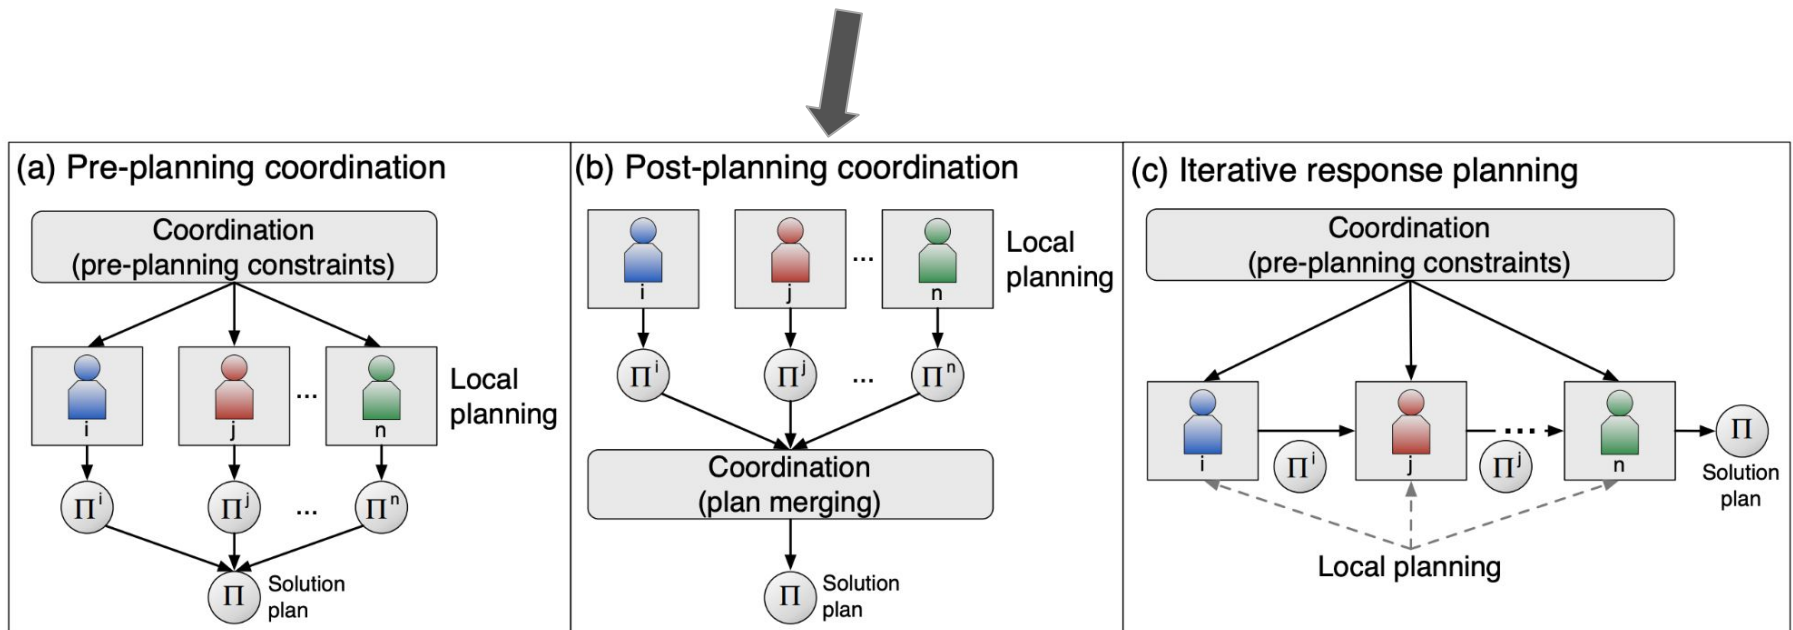 (a) Pre-planning coordination
Coordination
(pre-planning constraints)
i
j
...
n
Local
planning
Πⁱ
Πʲ
...
Πⁿ
Π
Solution
plan
(b) Post-planning coordination
i
j
...
n
Local
planning
Πⁱ
Πʲ
...
Πⁿ
Coordination
(plan merging)
Π
Solution
plan
(c) Iterative response planning
Coordination
(pre-planning constraints)
i
Πⁱ
j
...
Πʲ
n
Π
Solution
plan
Local planning